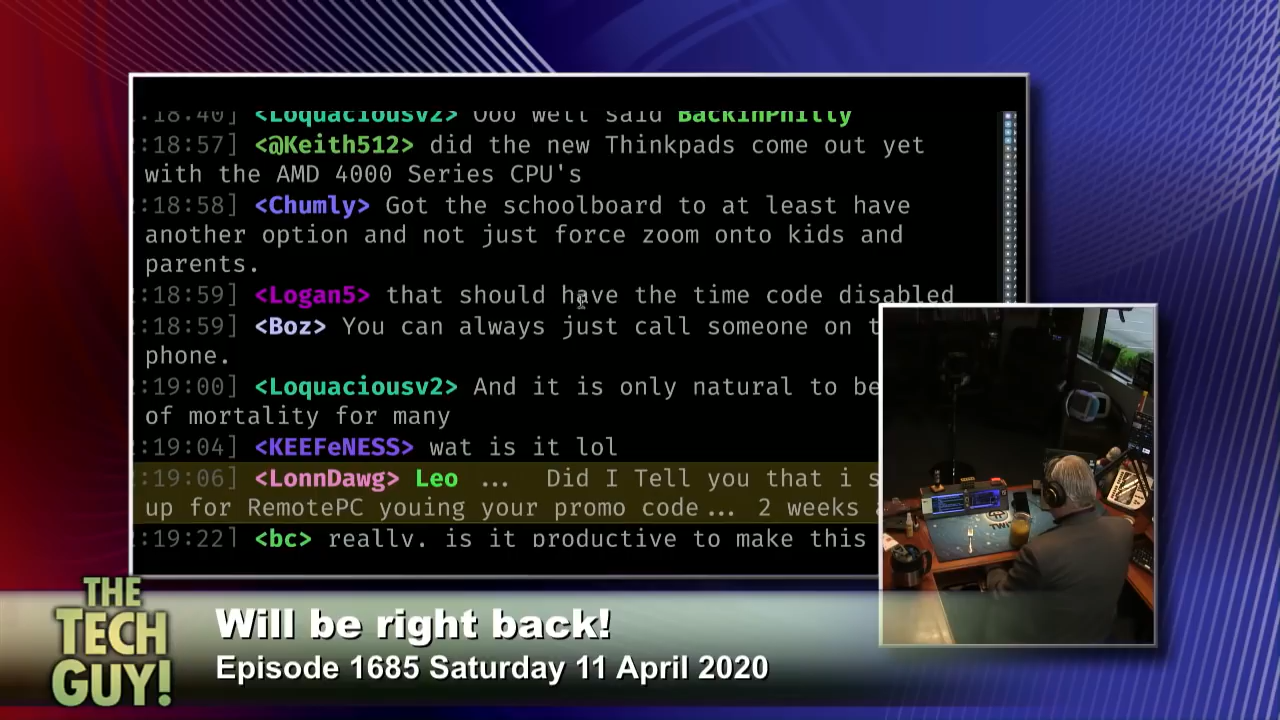 :18:40] <Loquaciousv2> Ooo well said BackInPhilly
:18:57] <@Keith512> did the new Thinkpads come out yet
with the AMD 4000 Series CPU's
:18:58] <Chumly> Got the schoolboard to at least have
another option and not just force zoom onto kids and
parents.
:18:59] <Logan5> that should have the time code disabled
:18:59] <Boz> You can always just call someone on t
phone.
:19:00] <Loquaciousv2> And it is only natural to be
of mortality for many
:19:04] <KEEFeNESS> wat is it lol
:19:06] <LonnDawg> Leo ... Did I Tell you that i s
up for RemotePC youing your promo code... 2 weeks
:19:22] <bc> really, is it productive to make this
THE
TECH
GUY!
Will be right back!
Episode 1685 Saturday 11 April 2020